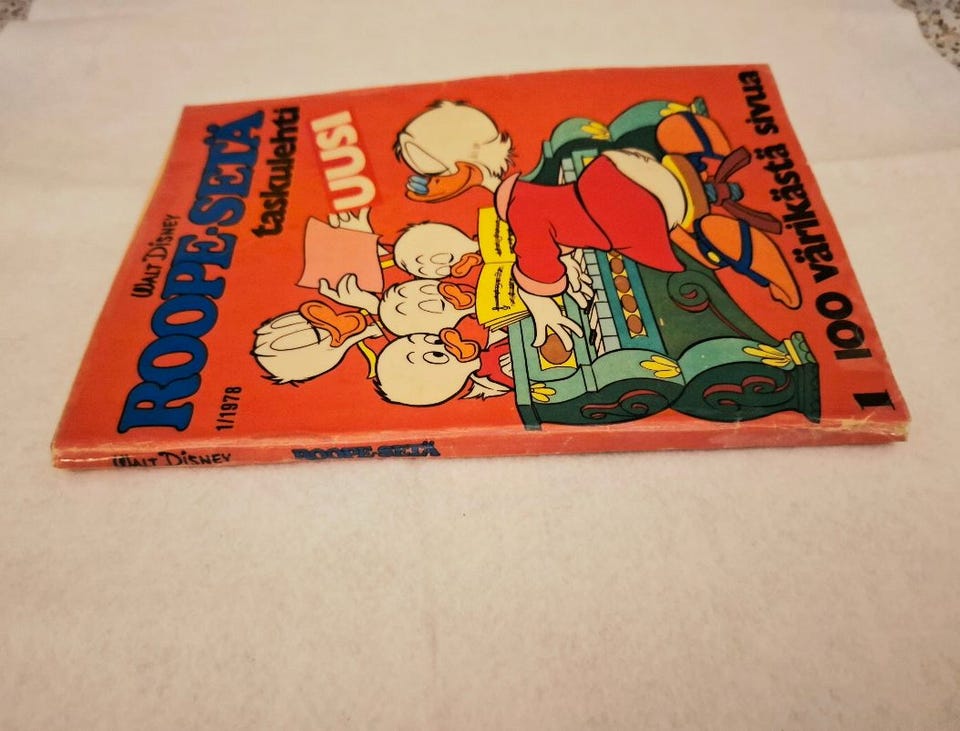 WALT DISNEY
ROOPE-SETÄ
taskulehti
1/1978
UUSI
1 100 värikästä sivua
WALT DISNEY ROOPE-SETÄ